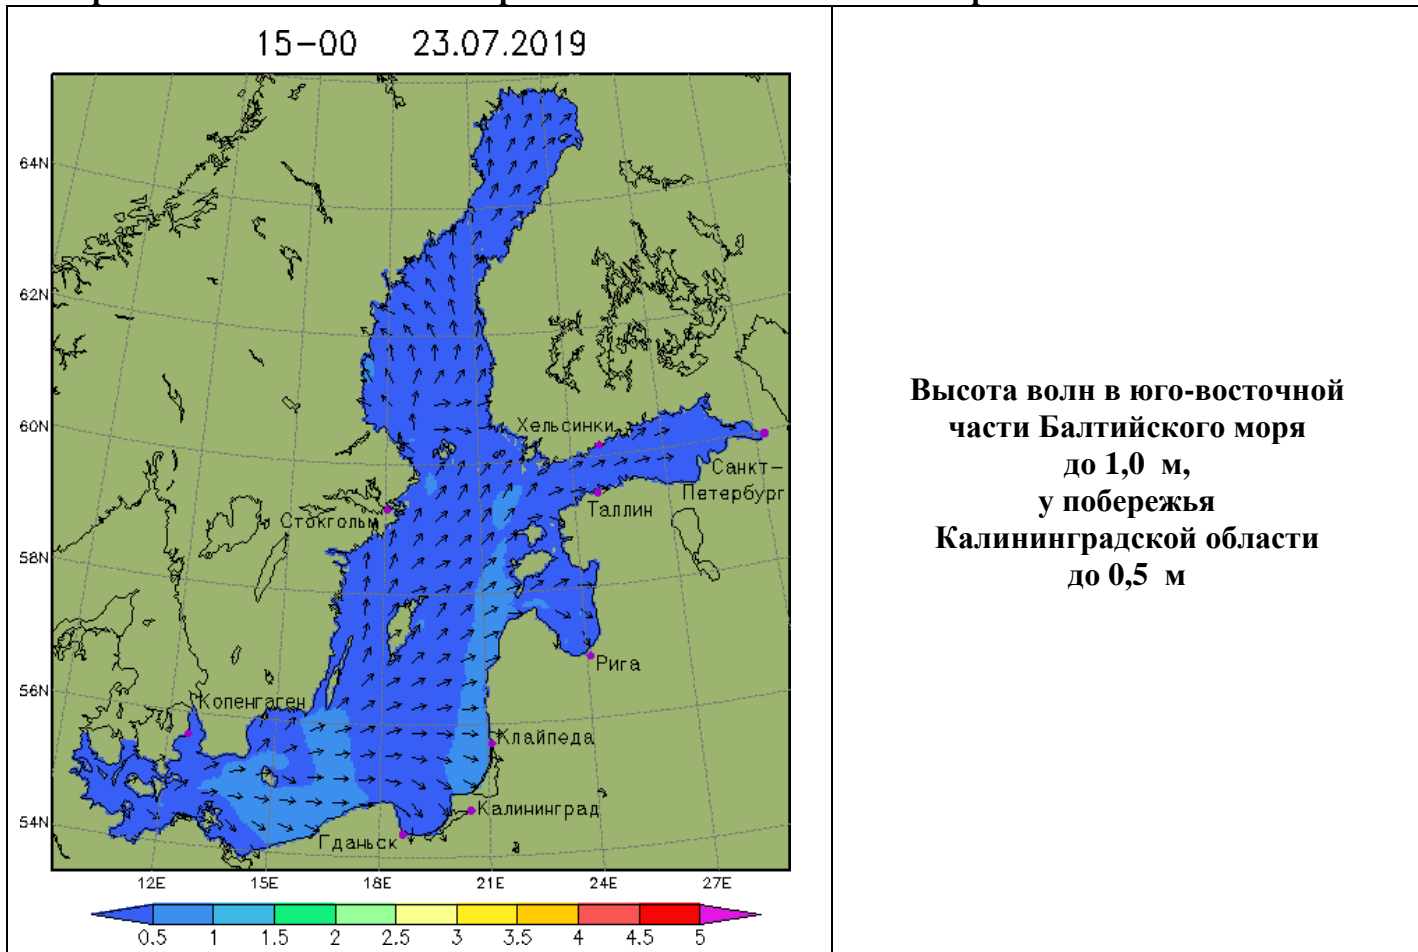 15-00 23.07.2019
64N
62N
60N
58N
56N
54N
Хельсинки
Санкт-
Петербург
Таллин
Стокгольм
Рига
Копенгаген
Клайпеда
Калининград
Гданьск
12E 15E 18E 21E 24E 27E
0.5 1 1.5 2 2.5 3 3.5 4 4.5 5
Высота волн в юго-восточной
части Балтийского моря
до 1,0 м,
у побережья
Калининградской области
до 0,5 м